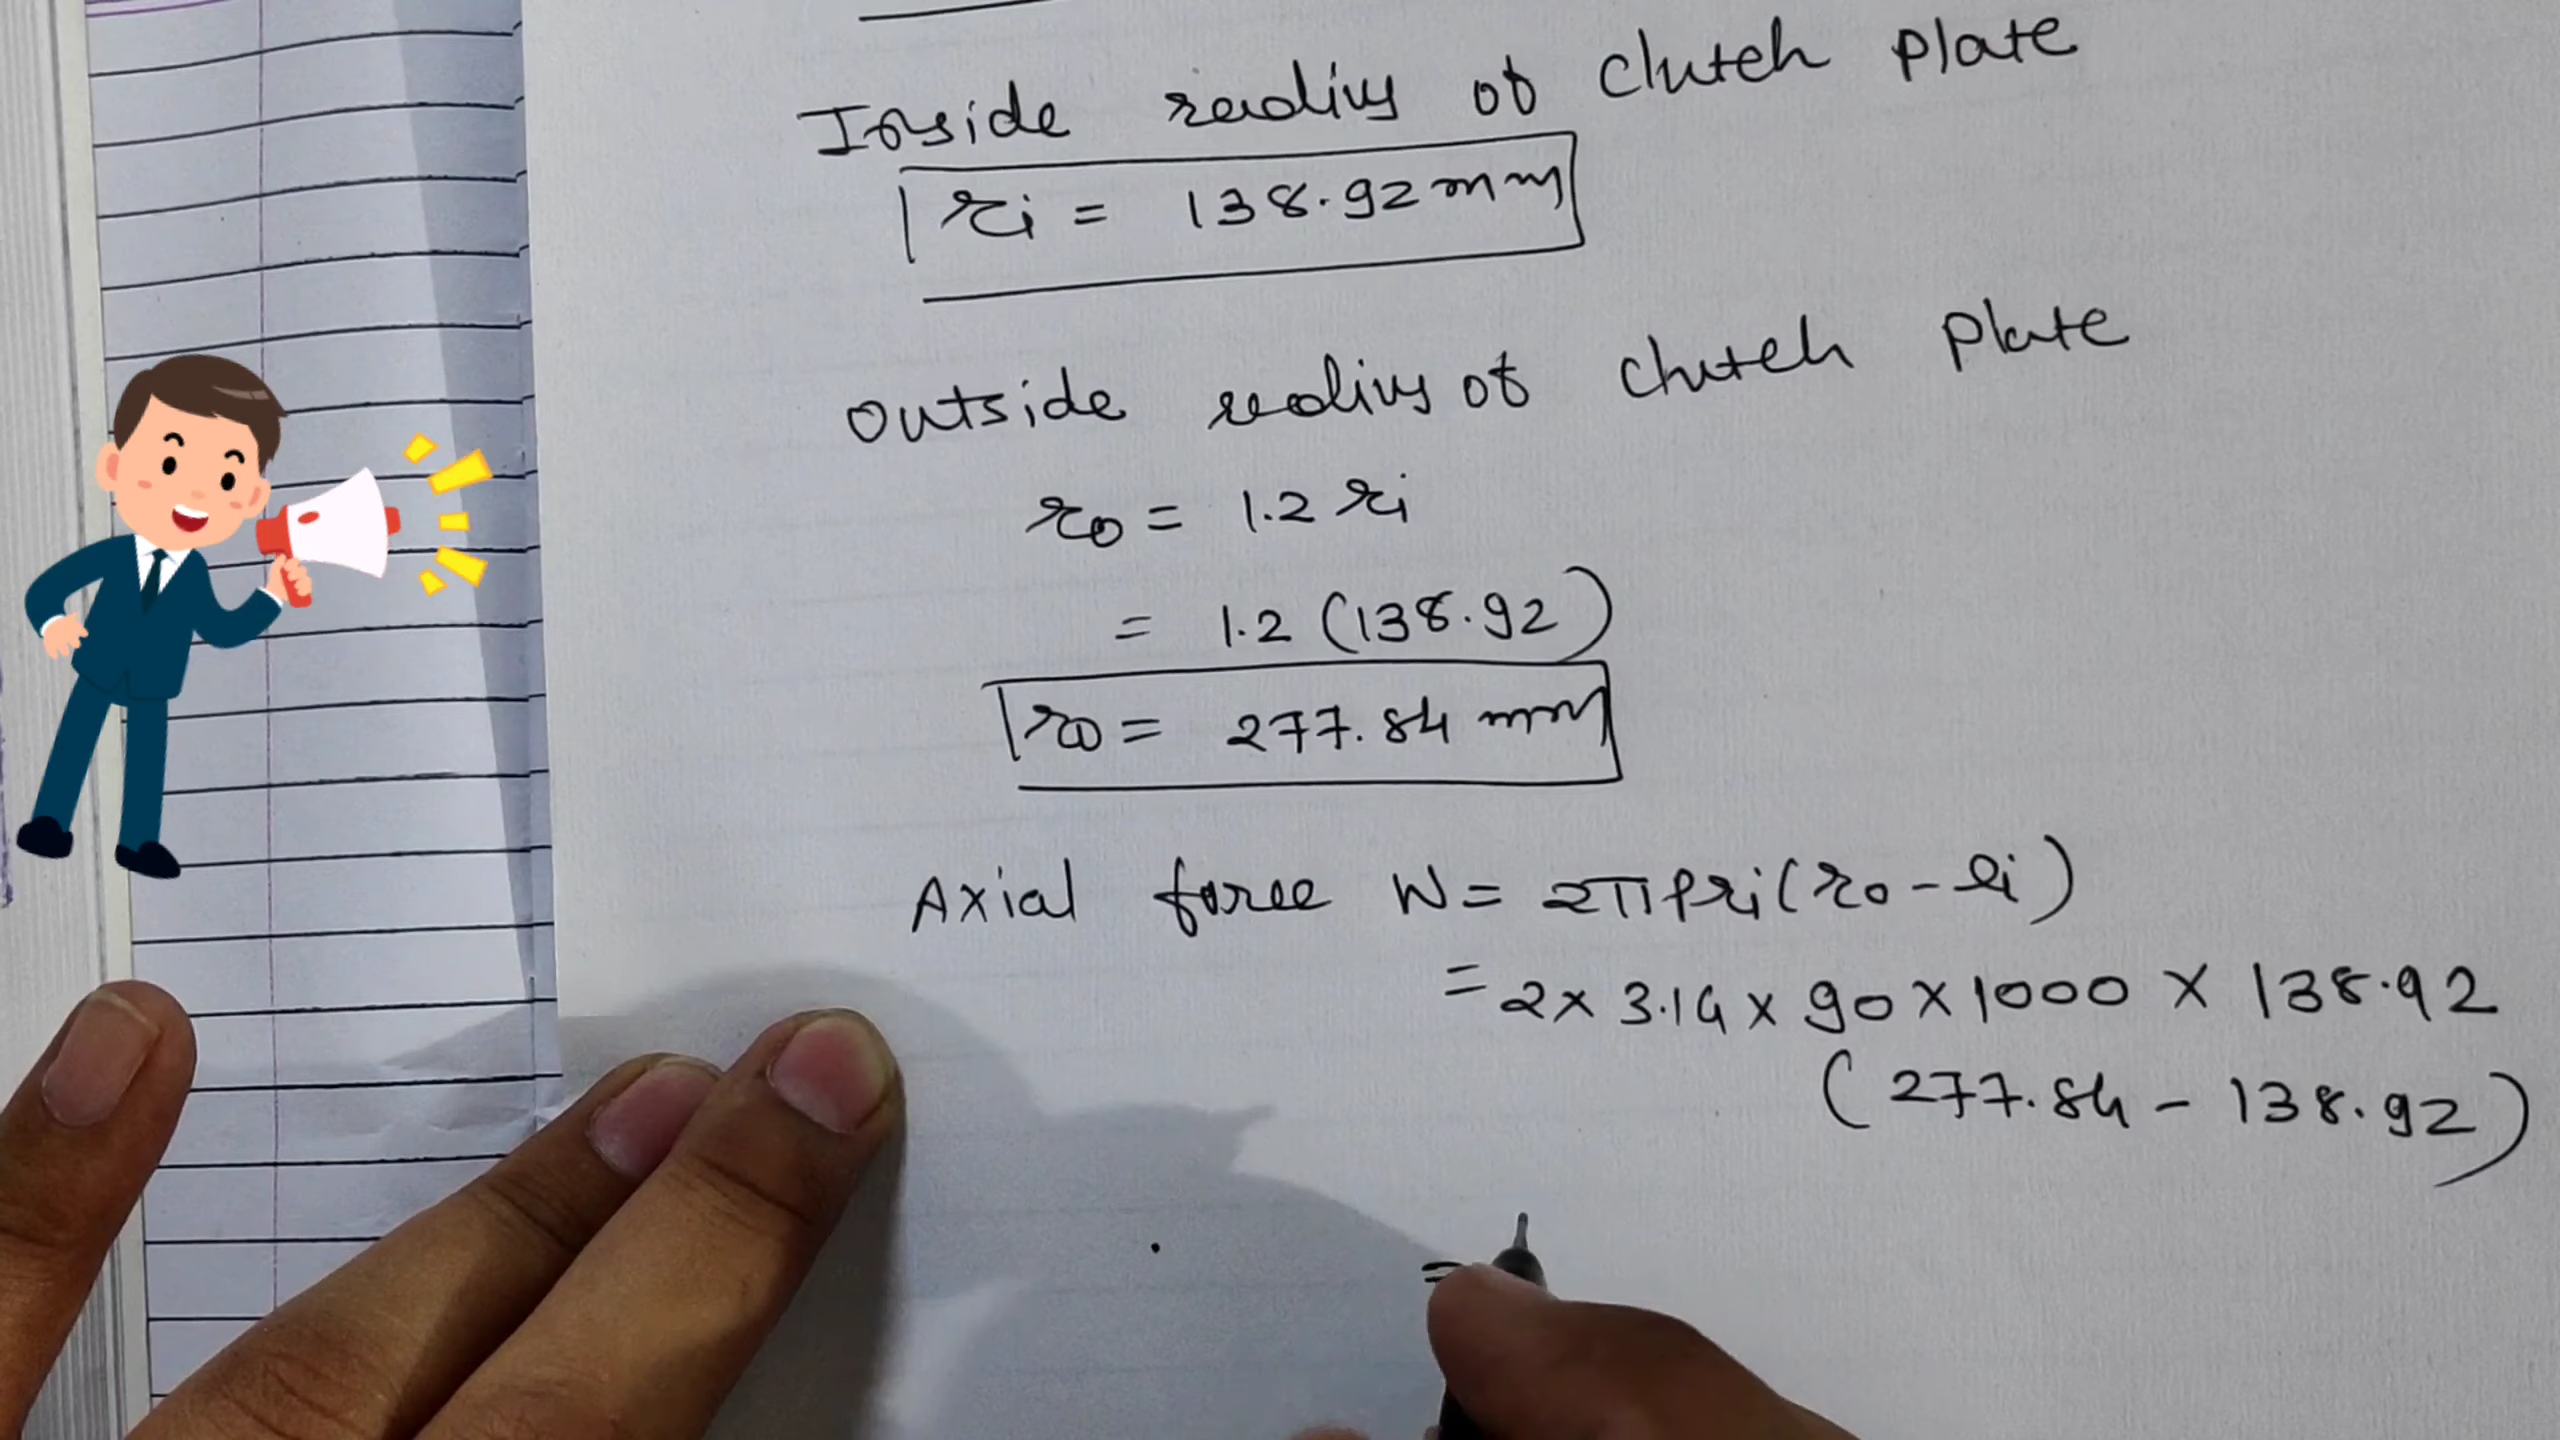 Inside radius of clutch plate
ri = 138.92 mm
Outside radius of clutch plate
ro = 1.2 ri
= 1.2 (138.92)
ro = 277.84 mm
Axial force W = 2πpri(ro - ri)
= 2 x 3.14 x 90 x 1000 x 138.92
(277.84 - 138.92)
=